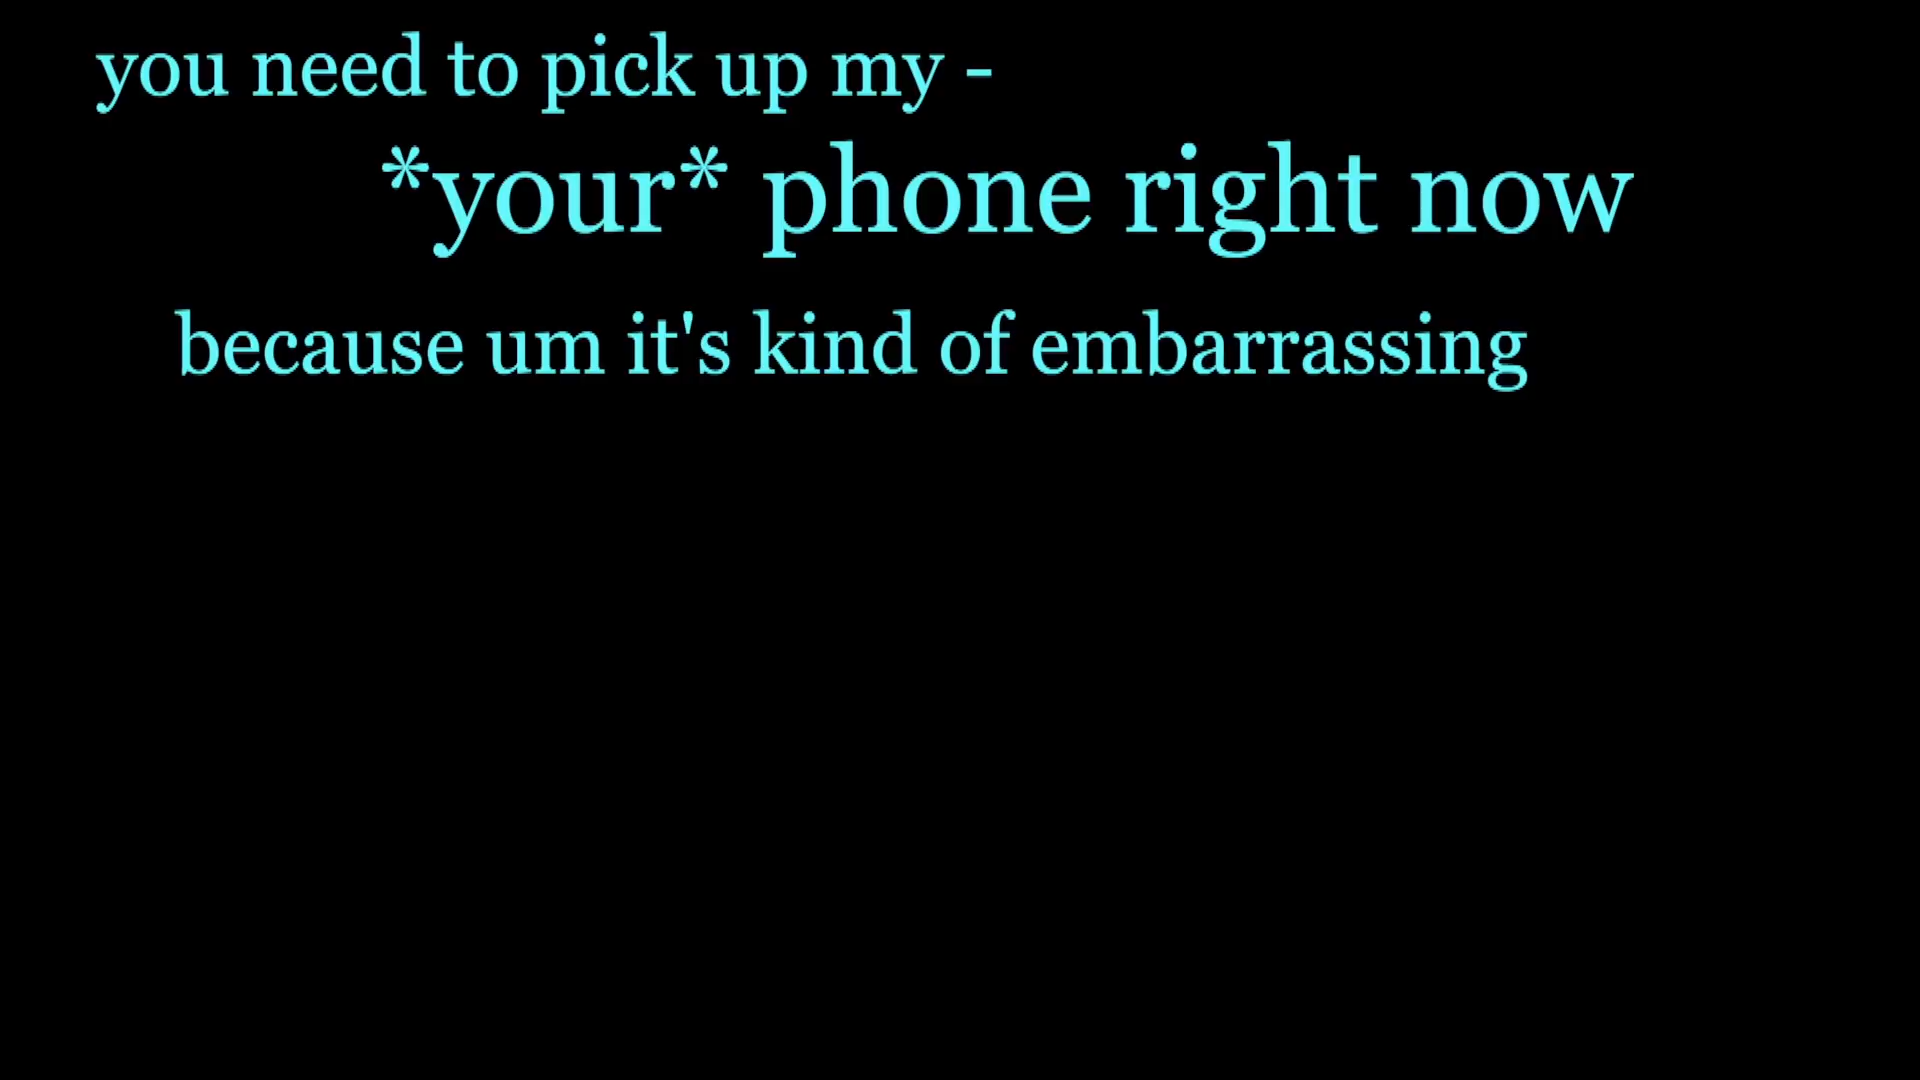 you need to pick up my -
*your* phone right now
because um it's kind of embarrassing